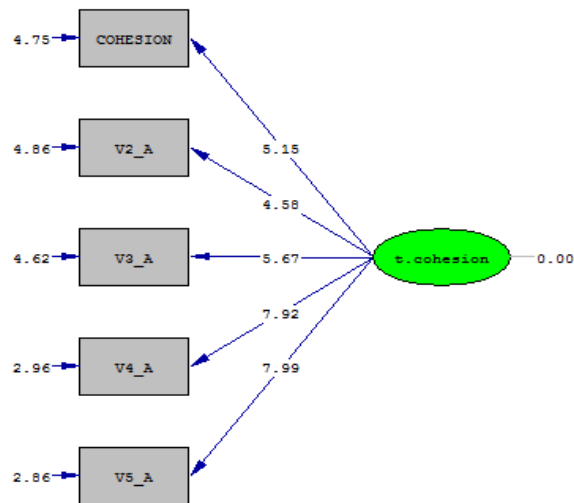 4.75 COHESION
5.15
4.86 V2_A
4.58
4.62 V3_A 5.67 t.cohesion 0.00
7.92
2.96 V4_A 7.99
2.86 V5_A